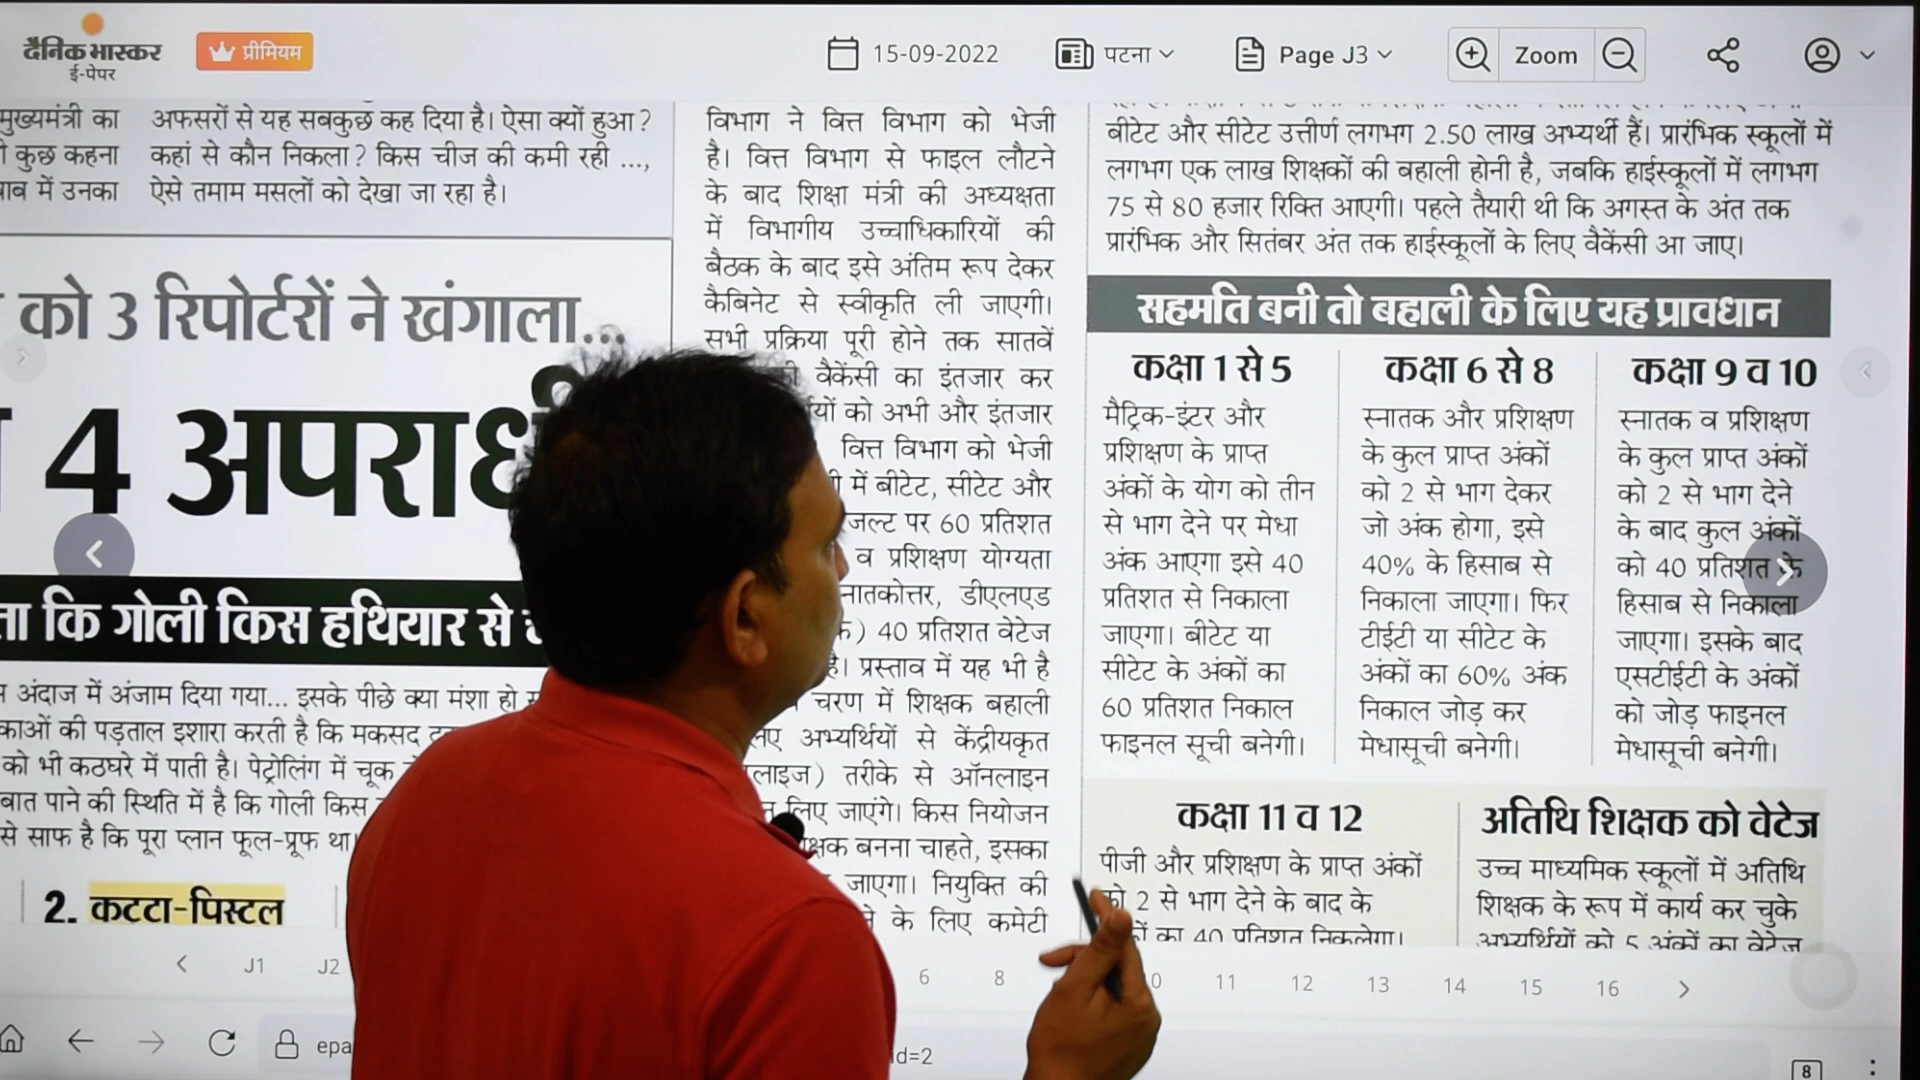 दैनिक भास्कर
ई-पेपर
प्रीमियम
15-09-2022
पटना
Page J3
Zoom
मुख्यमंत्री का
कुछ कहना
में उनका
अफसरों से यह सबकुछ कह दिया है। ऐसा क्यों हुआ?
कहां से कौन निकला? किस चीज की कमी रही ...,
ऐसे तमाम मसलों को देखा जा रहा है।
को 3 रिपोर्टरों ने खंगाला...
4
कि गोली किस हथियार से
अंदाज में अंजाम दिया गया... इसके पीछे क्या मंशा हो
की पड़ताल इशारा करती है कि मकसद
को भी कठघरे में पाती है। पेट्रोलिंग में चूक
बात पाने की स्थिति में है कि गोली किस
से साफ है कि पूरा प्लान फूल-प्रूफ था
2. कटटा-पिस्टल
विभाग ने वित्त विभाग को भेजी
है। वित्त विभाग से फाइल लौटने
के बाद शिक्षा मंत्री की अध्यक्षता
में विभागीय उच्चाधिकारियों की
बैठक के बाद इसे अंतिम रूप देकर
कैबिनेट से स्वीकृति ली जाएगी।
सभी प्रक्रिया पूरी होने तक सातवें
वैकेंसी का इंतजार कर
को अभी और इंतजार
वित्त विभाग को भेजी
में बीटेट, सीटेट और
पर 60 प्रतिशत
व प्रशिक्षण योग्यता
डीएलएड
40 प्रतिशत वेटेज
है। प्रस्ताव में यह भी है
चरण में शिक्षक बहाली
अभ्यर्थियों से केंद्रीयकृत
तरीके से ऑनलाइन
लिए जाएंगे। किस नियोजन
बनना चाहते, इसका
जाएगा। नियुक्ति की
के लिए कमेटी
बीटेट और सीटेट उत्तीर्ण लगभग 2.50 लाख अभ्यर्थी हैं। प्रारंभिक स्कूलों में
लगभग एक लाख शिक्षकों की बहाली होनी है, जबकि हाईस्कूलों में लगभग
75 से 80 हजार रिक्ति आएगी। पहले तैयारी थी कि अगस्त के अंत तक
प्रारंभिक और सितंबर अंत तक हाईस्कूलों के लिए वैकेंसी आ जाए।
सहमति बनी तो बहाली के लिए यह प्रावधान
कक्षा 1 से 5
मैट्रिक-इंटर और
प्रशिक्षण के प्राप्त
अंकों के योग को तीन
से भाग देने पर मेधा
अंक आएगा इसे 40
प्रतिशत से निकाला
जाएगा। बीटेट या
सीटेट के अंकों का
60 प्रतिशत निकाल
फाइनल सूची बनेगी।
कक्षा 6 से 8
स्नातक और प्रशिक्षण
के कुल प्राप्त अंकों
को 2 से भाग देकर
जो अंक होगा, इसे
40% के हिसाब से
निकाला जाएगा। फिर
टीईटी या सीटेट के
अंकों का 60% अंक
निकाल जोड़ कर
मेधासूची बनेगी।
कक्षा 9 व 10
स्नातक व प्रशिक्षण
के कुल प्राप्त अंकों
को 2 से भाग देने
के बाद कुल अंकों
को 40 प्रतिशत के
हिसाब से निकाला
जाएगा। इसके बाद
एसटीईटी के अंकों
को जोड़ फाइनल
मेधासूची बनेगी।
कक्षा 11 व 12
पीजी और प्रशिक्षण के प्राप्त अंकों
को 2 से भाग देने के बाद के
का 40 प्रतिशत निकलेगा।
अतिथि शिक्षक को वेटेज
उच्च माध्यमिक स्कूलों में अतिथि
शिक्षक के रूप में कार्य कर चुके
अभ्यर्थियों को 5 अंकों का वेटेज
J1 J2 6 8 11 12 13 14 15 16
epa
d=2
8